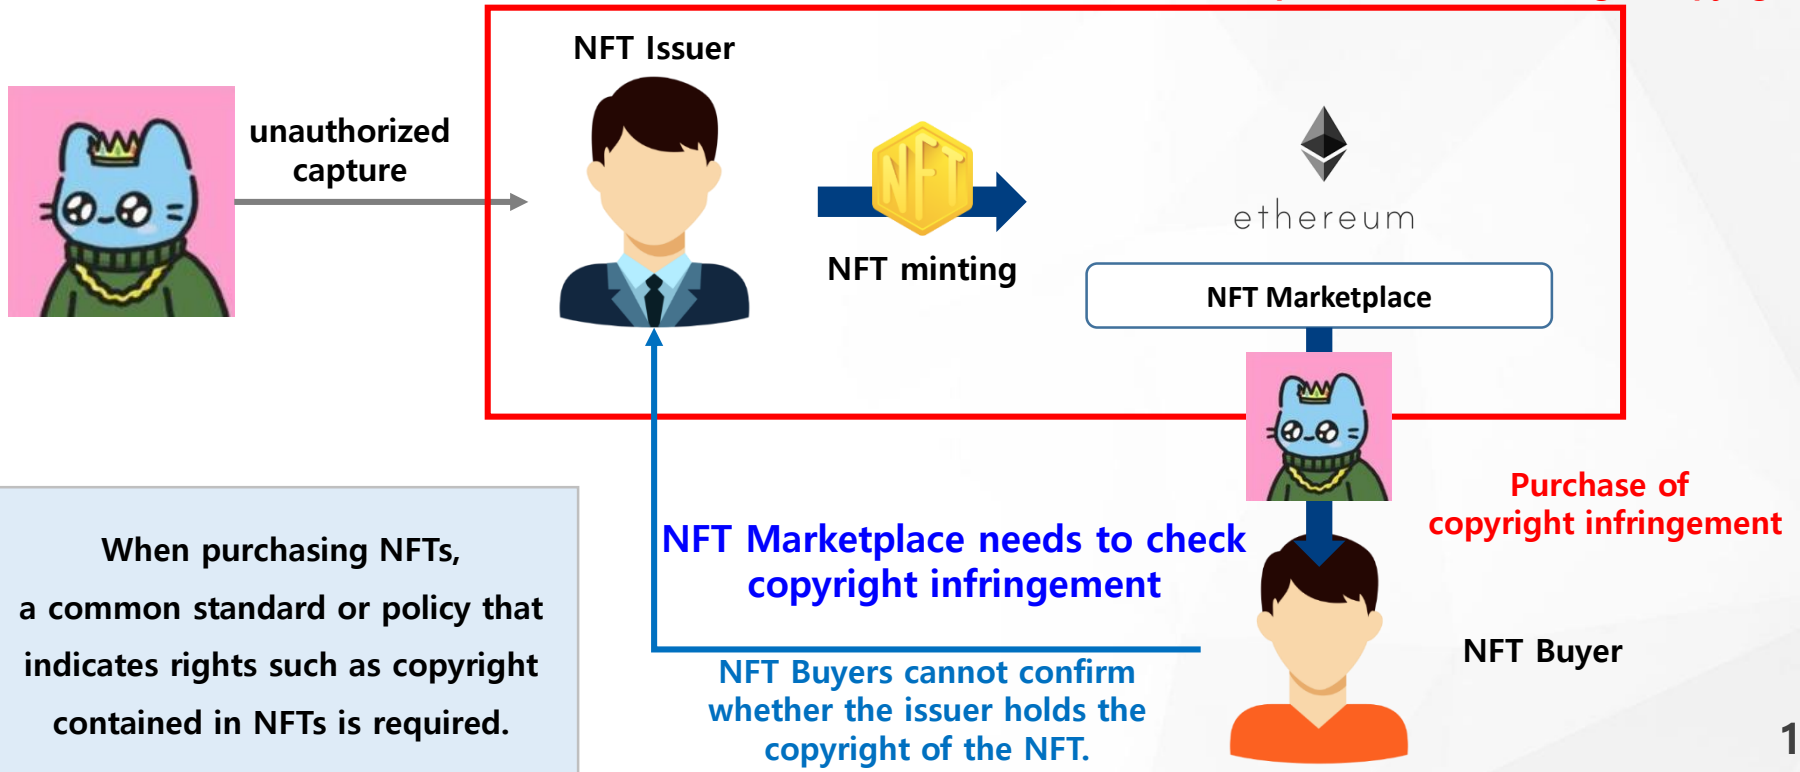 NFT Issuer
unauthorized
capture
NFT
NFT minting
ethereum
NFT Marketplace
Purchase of
copyright infringement
NFT Marketplace needs to check
copyright infringement
When purchasing NFTs,
a common standard or policy that
indicates rights such as copyright
contained in NFTs is required.
NFT Buyer
NFT Buyers cannot confirm
whether the issuer holds the
copyright of the NFT.
1